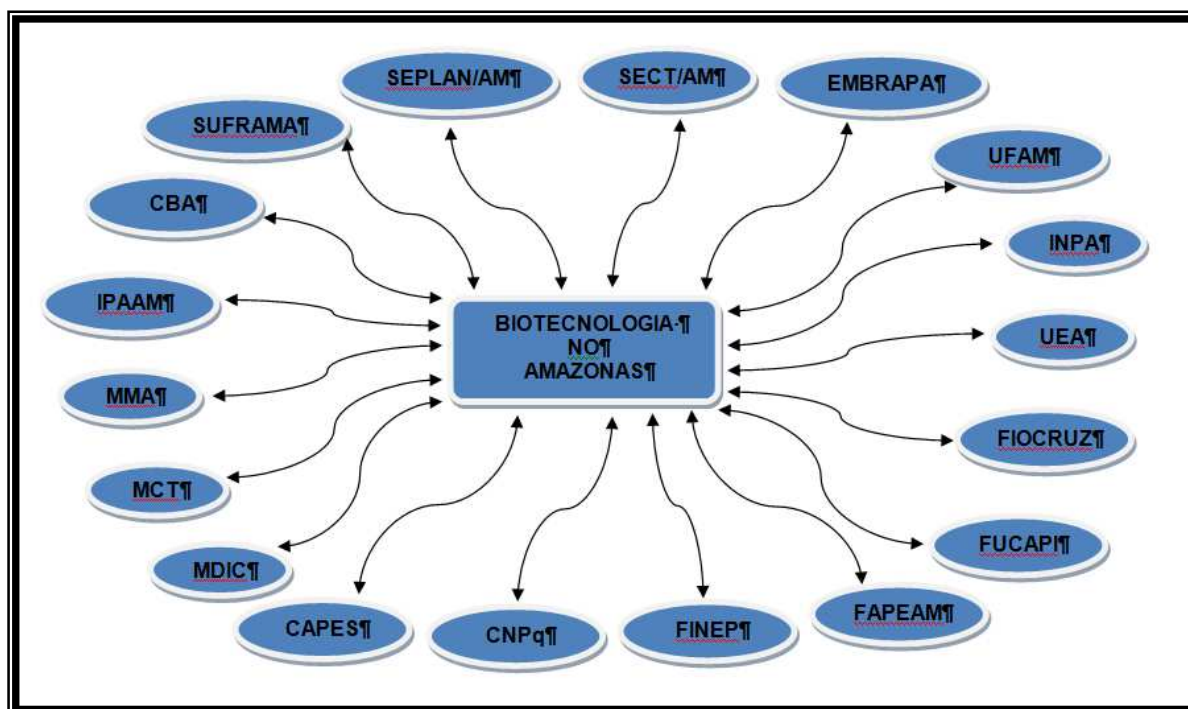 SEPLAN/AM¶
SECT/AM¶
EMBRAPA¶
SUFRAMA¶
UFAM¶
CBA¶
INPA¶
IPAAM¶
BIOTECNOLOGIA·¶
NO¶
AMAZONAS¶
UEA¶
MMA¶
FIOCRUZ¶
MCT¶
FUCAPI¶
MDIC¶
FAPEAM¶
CAPES¶
CNPq¶
FINEP¶